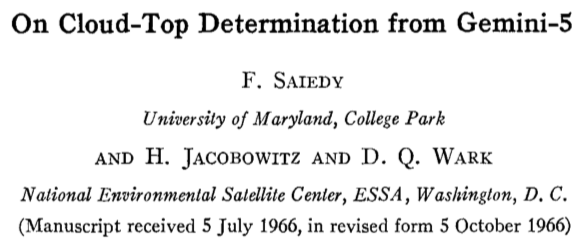 On Cloud-Top Determination from Gemini-5
F. SAIEDY
University of Maryland, College Park
AND H. JACOBOWITZ AND D. Q. WARK
National Environmental Satellite Center, ESSA, Washington, D. C.
(Manuscript received 5 July 1966, in revised form 5 October 1966)